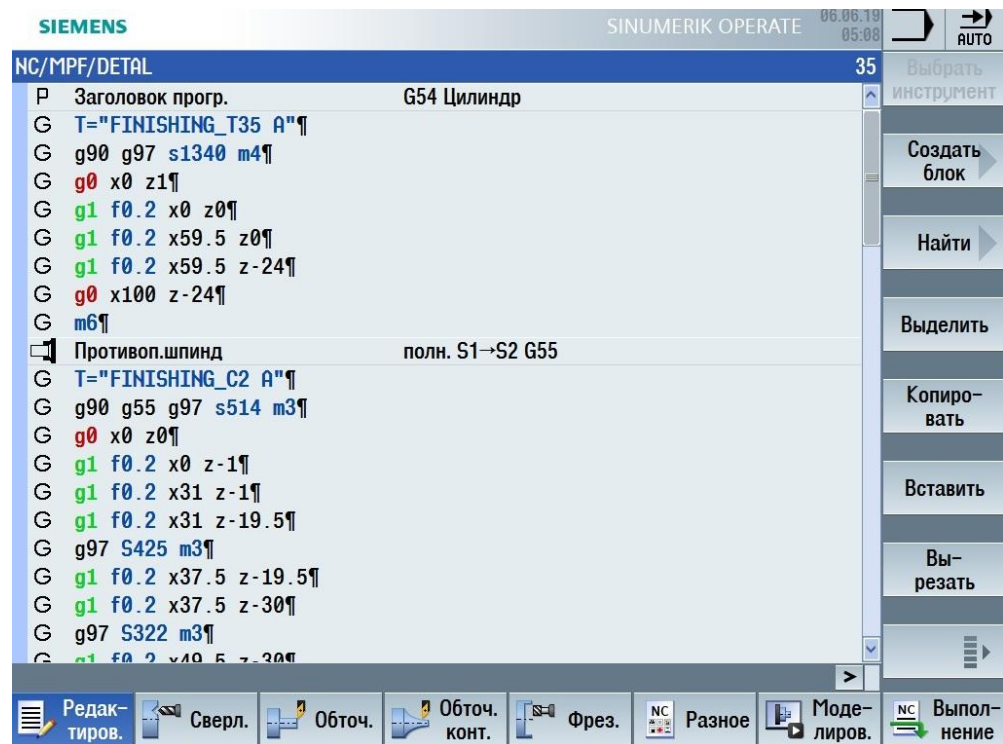 SIEMENS SINUMERIK OPERATE 06.06.19 05:08
AUTO
NC/MPF/DETAL 35
P Заголовок прогр. G54 Цилиндр
G T="FINISHING_T35 A"¶
G g90 g97 s1340 m4¶
G g0 x0 z1¶
G g1 f0.2 x0 z0¶
G g1 f0.2 x59.5 z0¶
G g1 f0.2 x59.5 z-24¶
G g0 x100 z-24¶
G m6¶
Противоп.шпинд полн. S1→S2 G55
G T="FINISHING_C2 A"¶
G g90 g55 g97 s514 m3¶
G g0 x0 z0¶
G g1 f0.2 x0 z-1¶
G g1 f0.2 x31 z-1¶
G g1 f0.2 x31 z-19.5¶
G g97 S425 m3¶
G g1 f0.2 x37.5 z-19.5¶
G g1 f0.2 x37.5 z-30¶
G g97 S322 m3¶
G g1 f0.2 x49.5 z-30¶
>
Выбрать
инструмент
Создать
блок
Найти
Выделить
Копиро-
вать
Вставить
Вы-
резать
Редак-
тиров.
Сверл.
Обточ.
Обточ.
конт.
Фрез.
NC
Разное
Моде-
лиров.
NC
Выпол-
нение